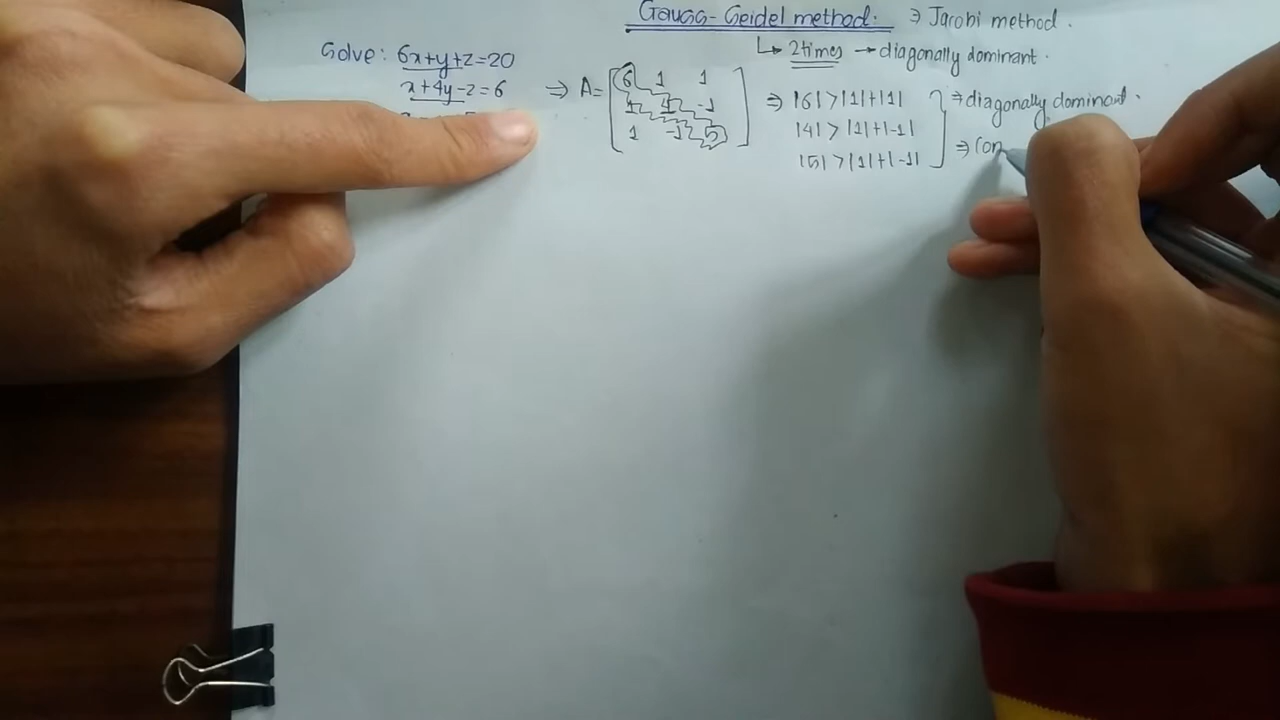 Gauss-Seidel method. ⇒ Jacobi method.
↳ 2times → diagonally dominant.
Solve: 6x+y+z=20
x+4y-z=6
⇒ A= [6 1 1
1 4 -1
1 -1 5]
⇒ |6| > |1|+|1|
|4| > |1|+|-1|
|5| > |1|+|-1|
⇒ diagonally dominant.
⇒ con